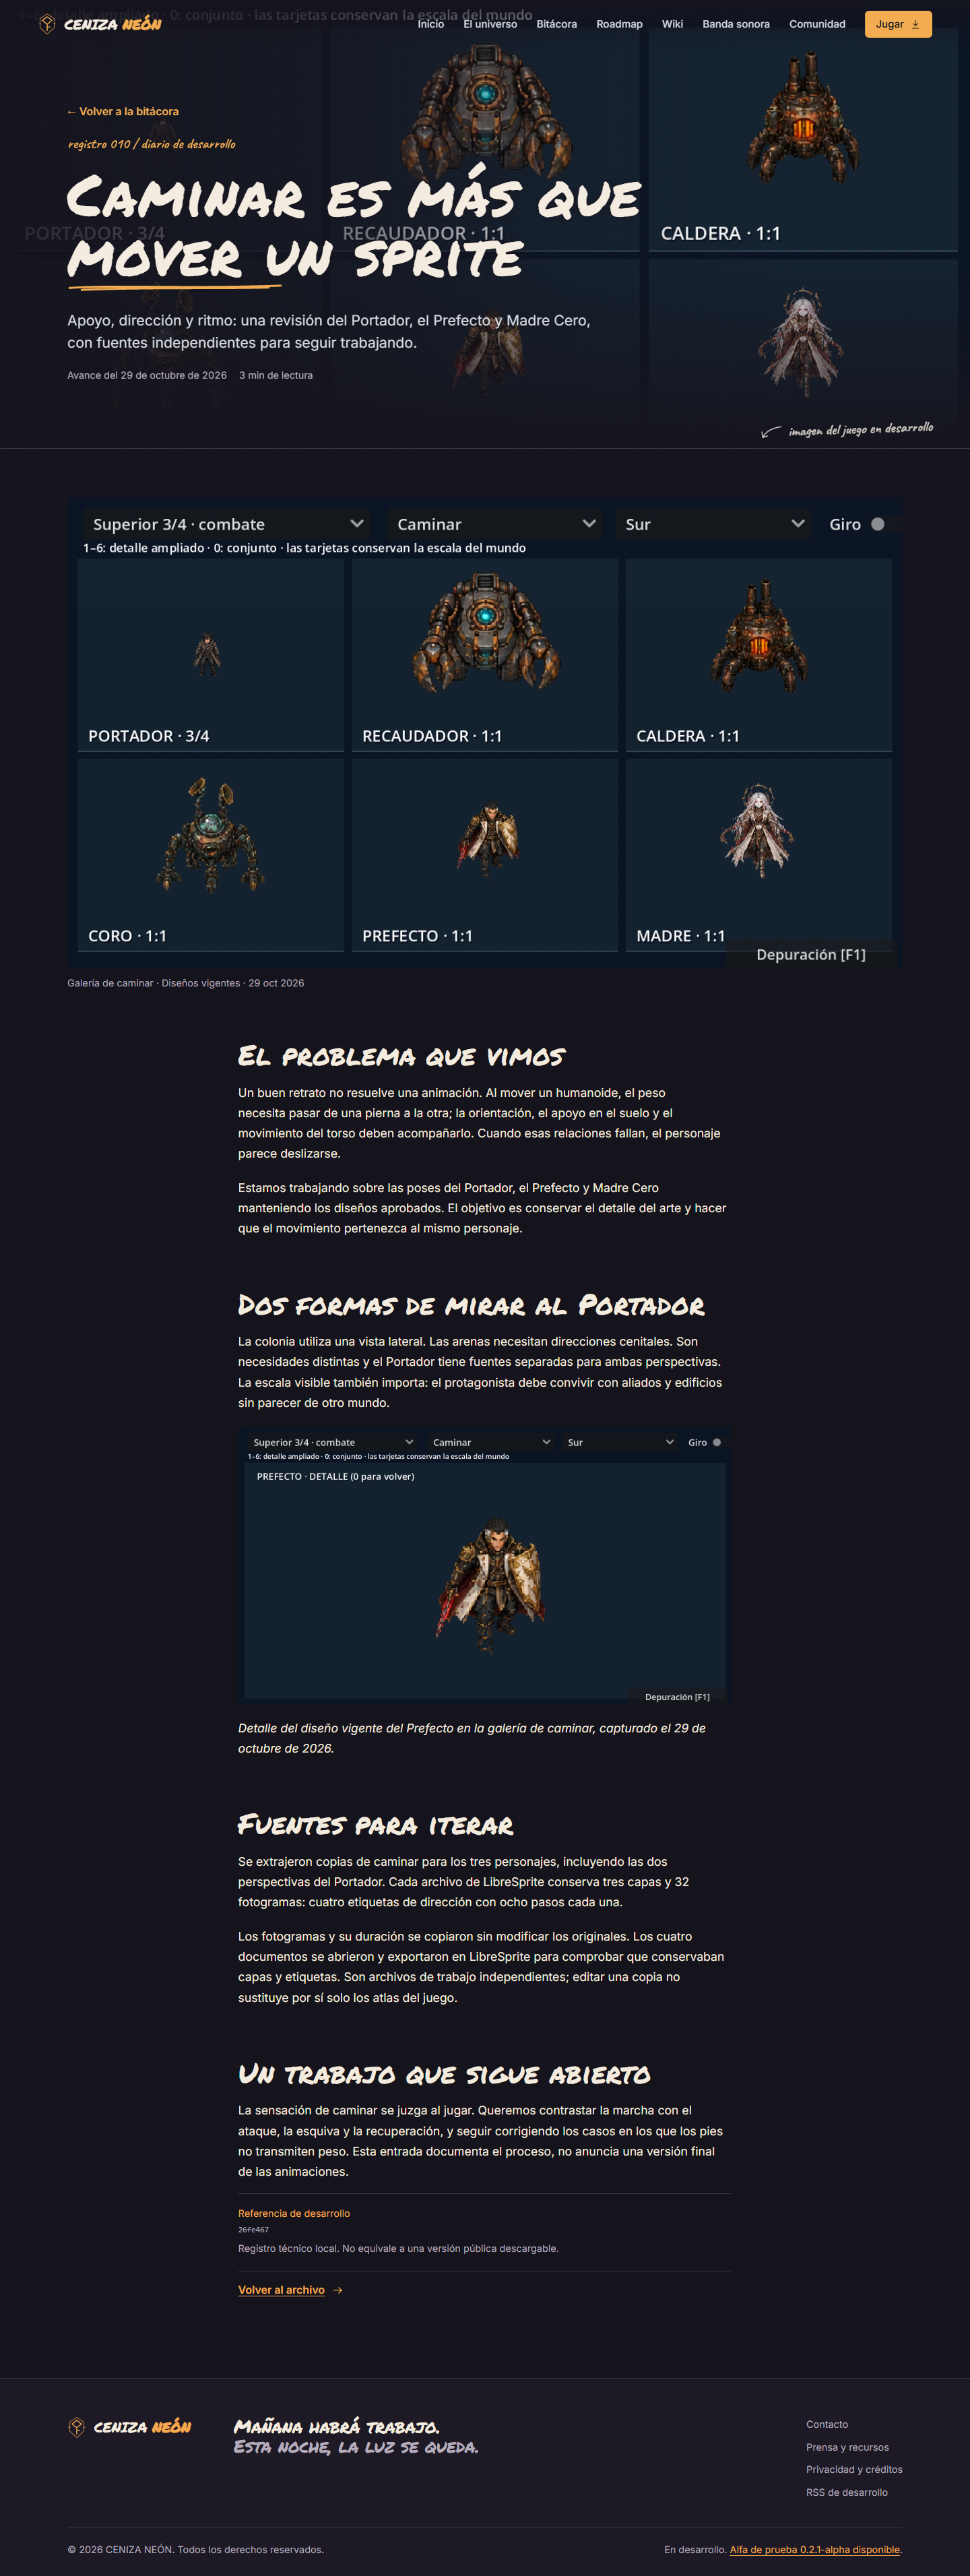 1–6: detalle ampliado · 0: conjunto · las tarjetas conservan la escala del mundo
CENIZA NEÓN
Inicio El universo Bitácora Roadmap Wiki Banda sonora Comunidad Jugar
← Volver a la bitácora
registro 010 / diario de desarrollo
Caminar es más que
mover un sprite
PORTADOR · 3/4
RECAUDADOR · 1:1
CALDERA · 1:1
Apoyo, dirección y ritmo: una revisión del Portador, el Prefecto y Madre Cero,
con fuentes independientes para seguir trabajando.
Avance del 29 de octubre de 2026 3 min de lectura
imagen del juego en desarrollo
Superior 3/4 · combate Caminar Sur Giro
1–6: detalle ampliado · 0: conjunto · las tarjetas conservan la escala del mundo
PORTADOR · 3/4
RECAUDADOR · 1:1
CALDERA · 1:1
CORO · 1:1
PREFECTO · 1:1
MADRE · 1:1
Depuración [F1]
Galería de caminar · Diseños vigentes · 29 oct 2026
El problema que vimos
Un buen retrato no resuelve una animación. Al mover un humanoide, el peso
necesita pasar de una pierna a la otra; la orientación, el apoyo en el suelo y el
movimiento del torso deben acompañarlo. Cuando esas relaciones fallan, el personaje
parece deslizarse.
Estamos trabajando sobre las poses del Portador, el Prefecto y Madre Cero
manteniendo los diseños aprobados. El objetivo es conservar el detalle del arte y hacer
que el movimiento pertenezca al mismo personaje.
Dos formas de mirar al Portador
La colonia utiliza una vista lateral. Las arenas necesitan direcciones cenitales. Son
necesidades distintas y el Portador tiene fuentes separadas para ambas perspectivas.
La escala visible también importa: el protagonista debe convivir con aliados y edificios
sin parecer de otro mundo.
Superior 3/4 · combate Caminar Sur Giro
1–6: detalle ampliado · 0: conjunto · las tarjetas conservan la escala del mundo
PREFECTO · DETALLE (0 para volver)
Depuración [F1]
Detalle del diseño vigente del Prefecto en la galería de caminar, capturado el 29 de
octubre de 2026.
Fuentes para iterar
Se extrajeron copias de caminar para los tres personajes, incluyendo las dos
perspectivas del Portador. Cada archivo de LibreSprite conserva tres capas y 32
fotogramas: cuatro etiquetas de dirección con ocho pasos cada una.
Los fotogramas y su duración se copiaron sin modificar los originales. Los cuatro
documentos se abrieron y exportaron en LibreSprite para comprobar que conservaban
capas y etiquetas. Son archivos de trabajo independientes; editar una copia no
sustituye por sí solo los atlas del juego.
Un trabajo que sigue abierto
La sensación de caminar se juzga al jugar. Queremos contrastar la marcha con el
ataque, la esquiva y la recuperación, y seguir corrigiendo los casos en los que los pies
no transmiten peso. Esta entrada documenta el proceso, no anuncia una versión final
de las animaciones.
Referencia de desarrollo
26fe467
Registro técnico local. No equivale a una versión pública descargable.
Volver al archivo →
CENIZA NEÓN
Mañana habrá trabajo.
Esta noche, la luz se queda.
Contacto
Prensa y recursos
Privacidad y créditos
RSS de desarrollo
© 2026 CENIZA NEÓN. Todos los derechos reservados.
En desarrollo. Alfa de prueba 0.2.1-alpha disponible.